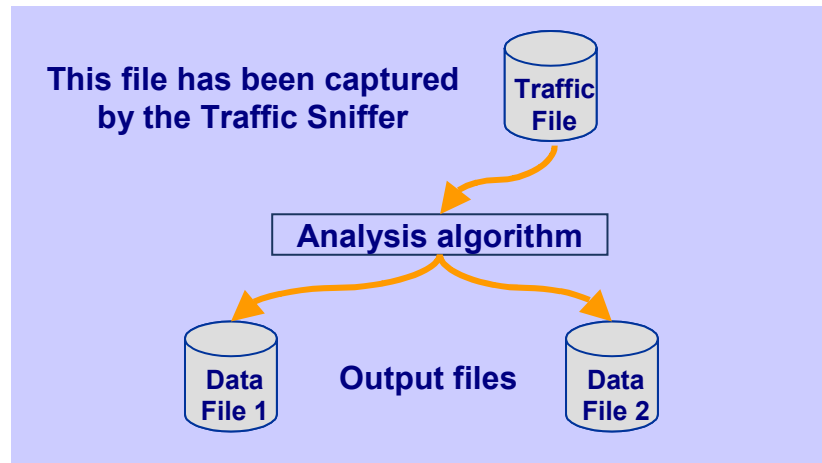 This file has been captured
by the Traffic Sniffer
Traffic
File
Analysis algorithm
Data
File 1
Output files
Data
File 2